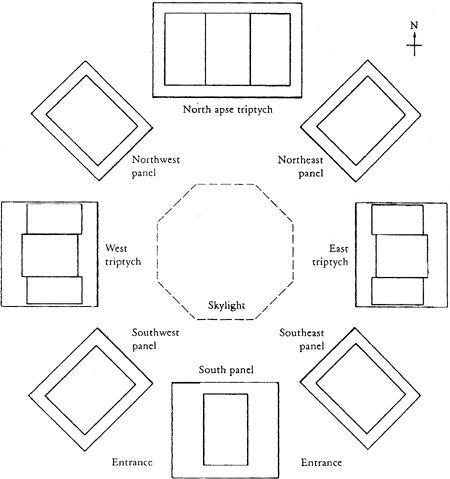 N
North apse triptych
Northwest
panel
Northeast
panel
West
triptych
East
triptych
Skylight
Southwest
panel
Southeast
panel
South panel
Entrance
Entrance